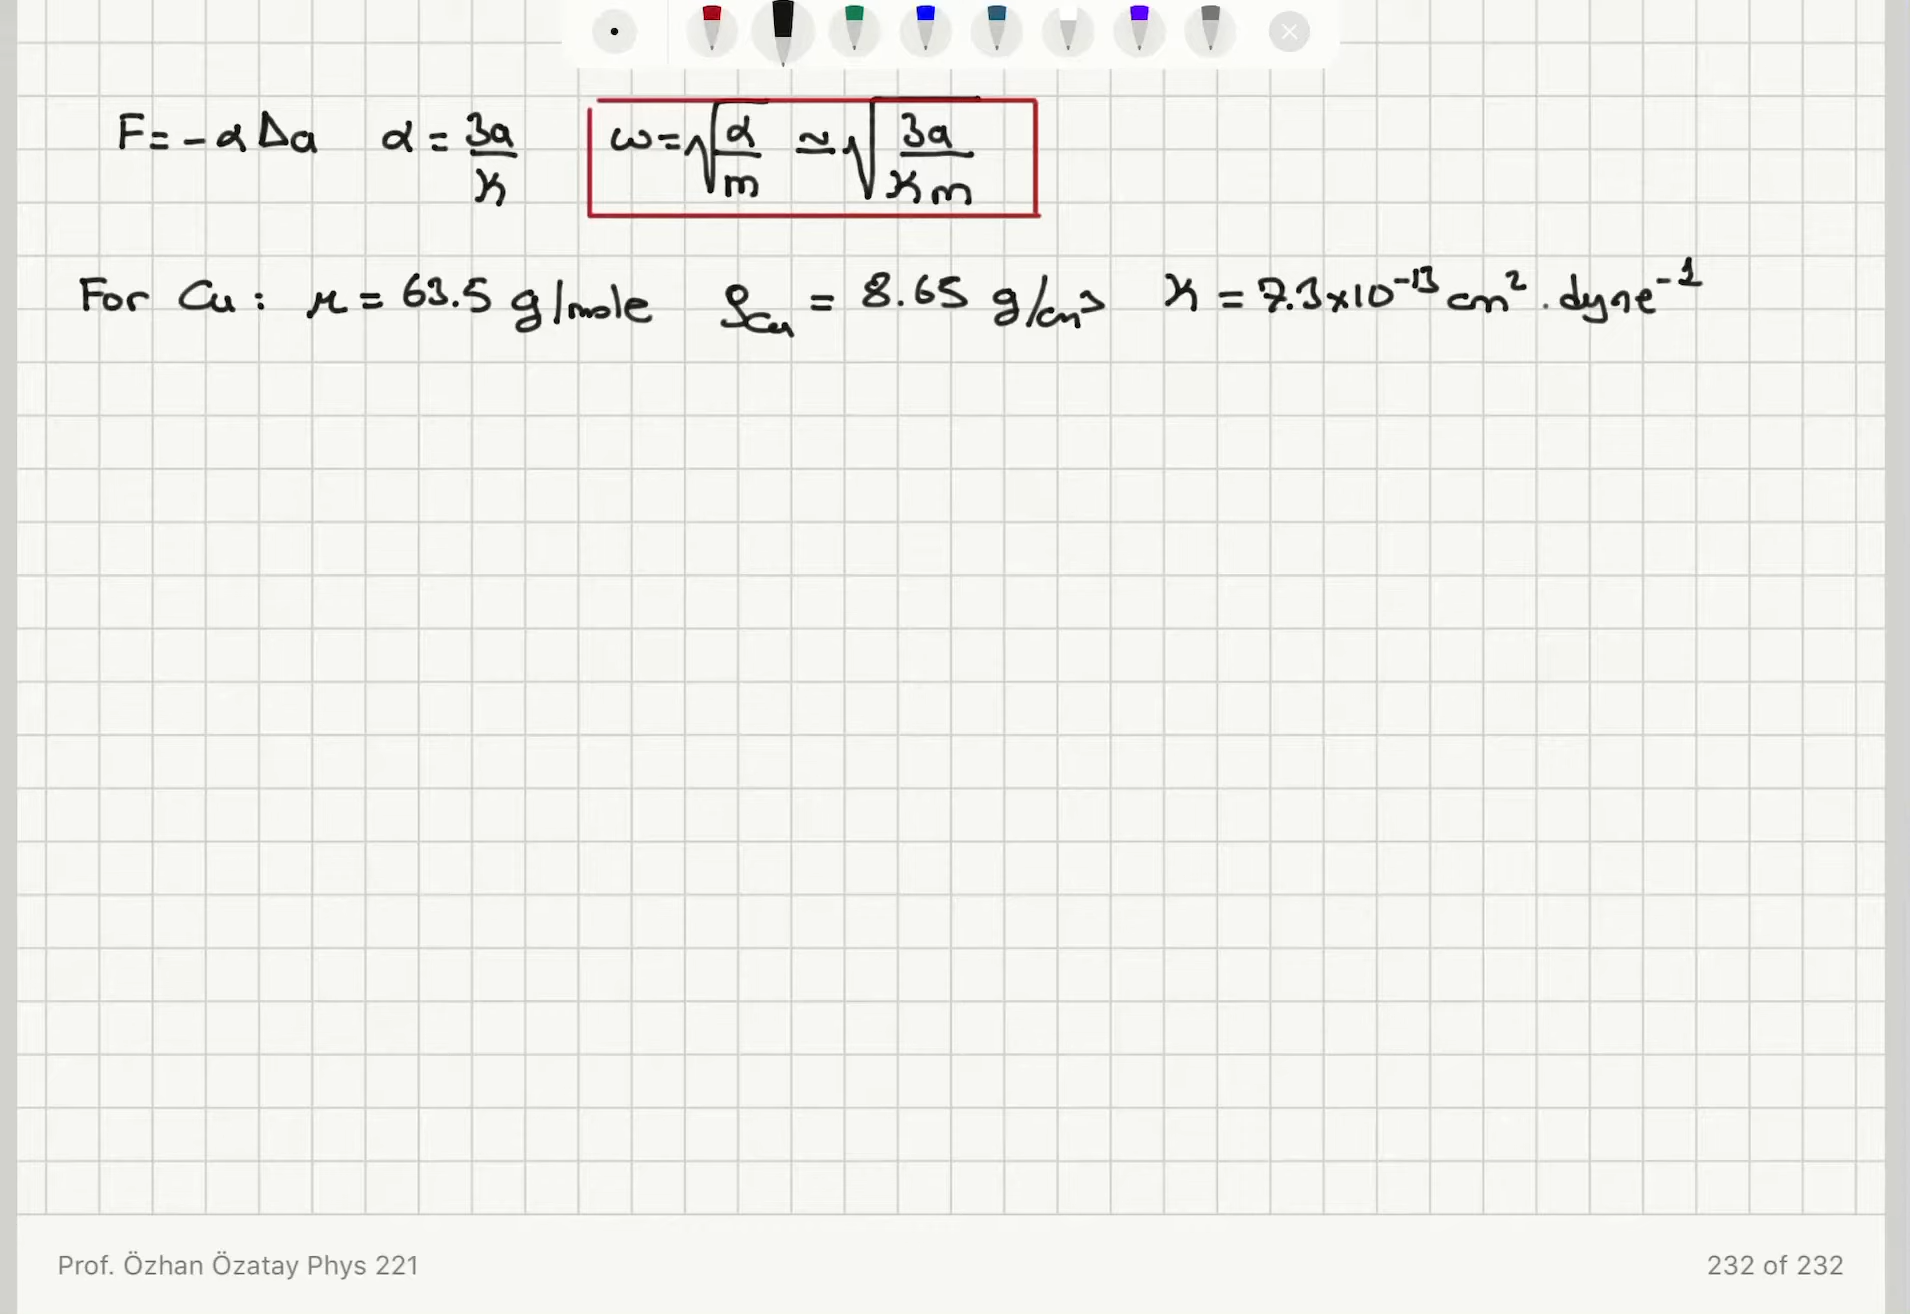 F = - α Δa   α = 3a/κ   ω = √(α/m) ≃ √(3a/κm)
For Cu: μ = 63.5 g/mole   ρCu = 8.65 g/cm³   κ = 7.3×10⁻¹³ cm² . dyne⁻¹
Prof. Özhan Özatay Phys 221
232 of 232